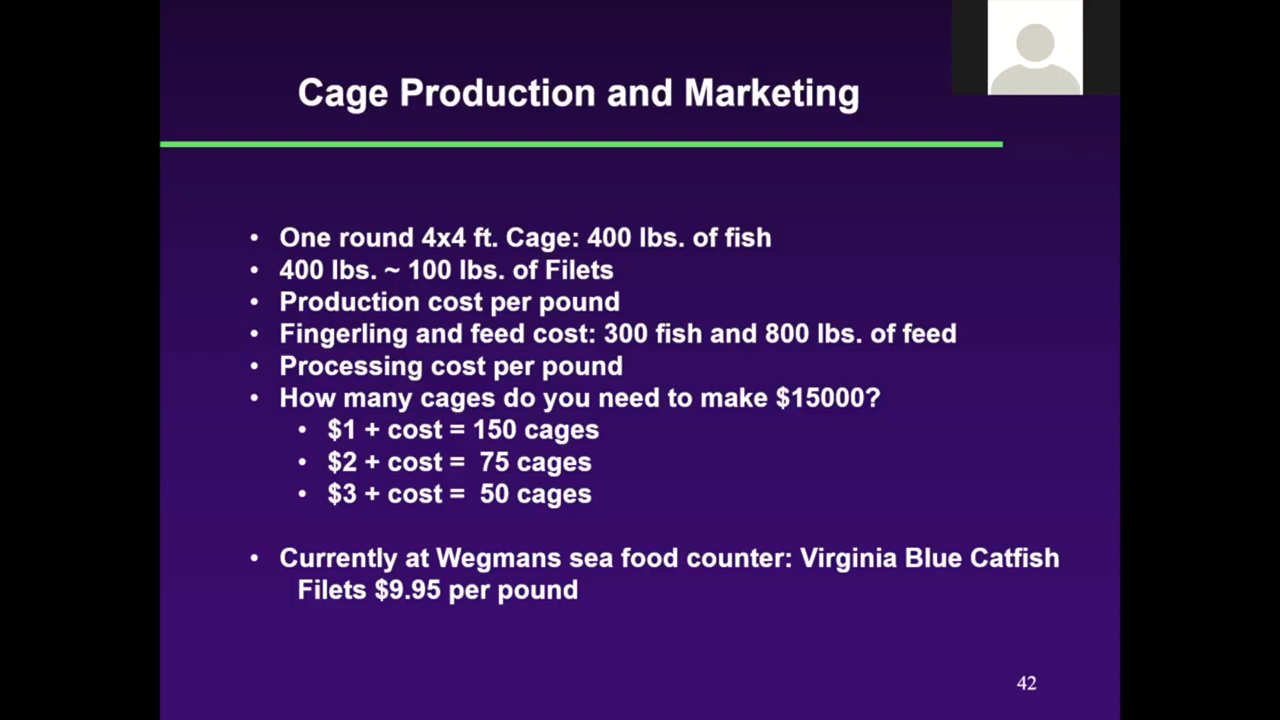 Cage Production and Marketing
• One round 4x4 ft. Cage: 400 lbs. of fish
• 400 lbs. ~ 100 lbs. of Filets
• Production cost per pound
• Fingerling and feed cost: 300 fish and 800 lbs. of feed
• Processing cost per pound
• How many cages do you need to make $15000?
• $1 + cost = 150 cages
• $2 + cost = 75 cages
• $3 + cost = 50 cages
• Currently at Wegmans sea food counter: Virginia Blue Catfish
Filets $9.95 per pound
42